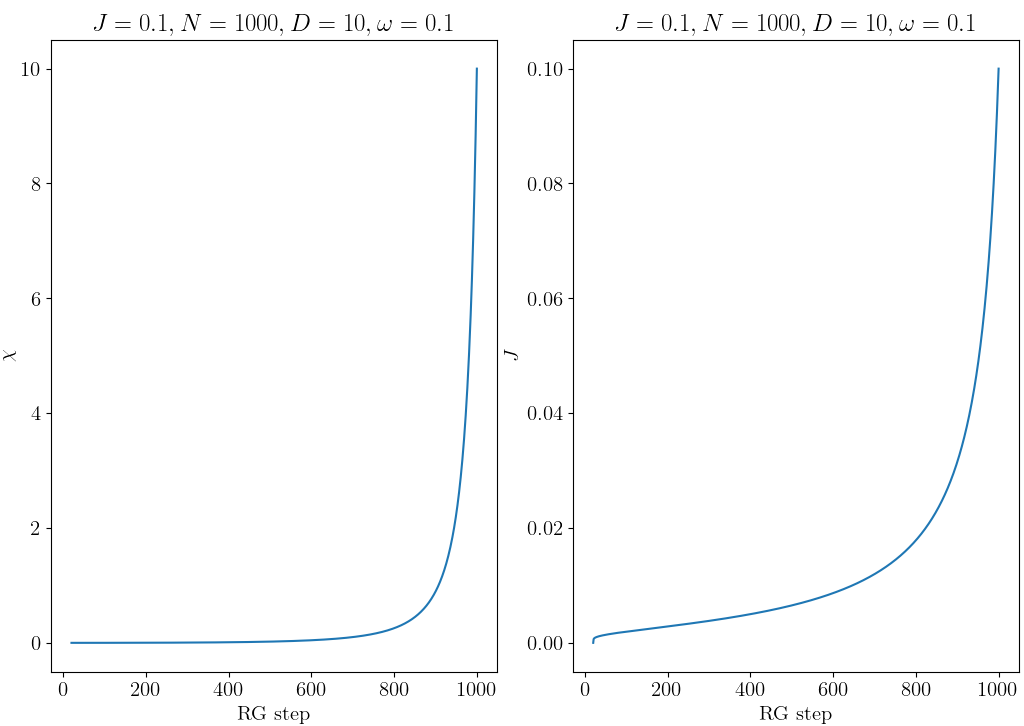 J = 0.1, N = 1000, D = 10, ω = 0.1
10
8
6
4
2
0
χ
0 200 400 600 800 1000
RG step
J = 0.1, N = 1000, D = 10, ω = 0.1
0.10
0.08
0.06
0.04
0.02
0.00
J
0 200 400 600 800 1000
RG step